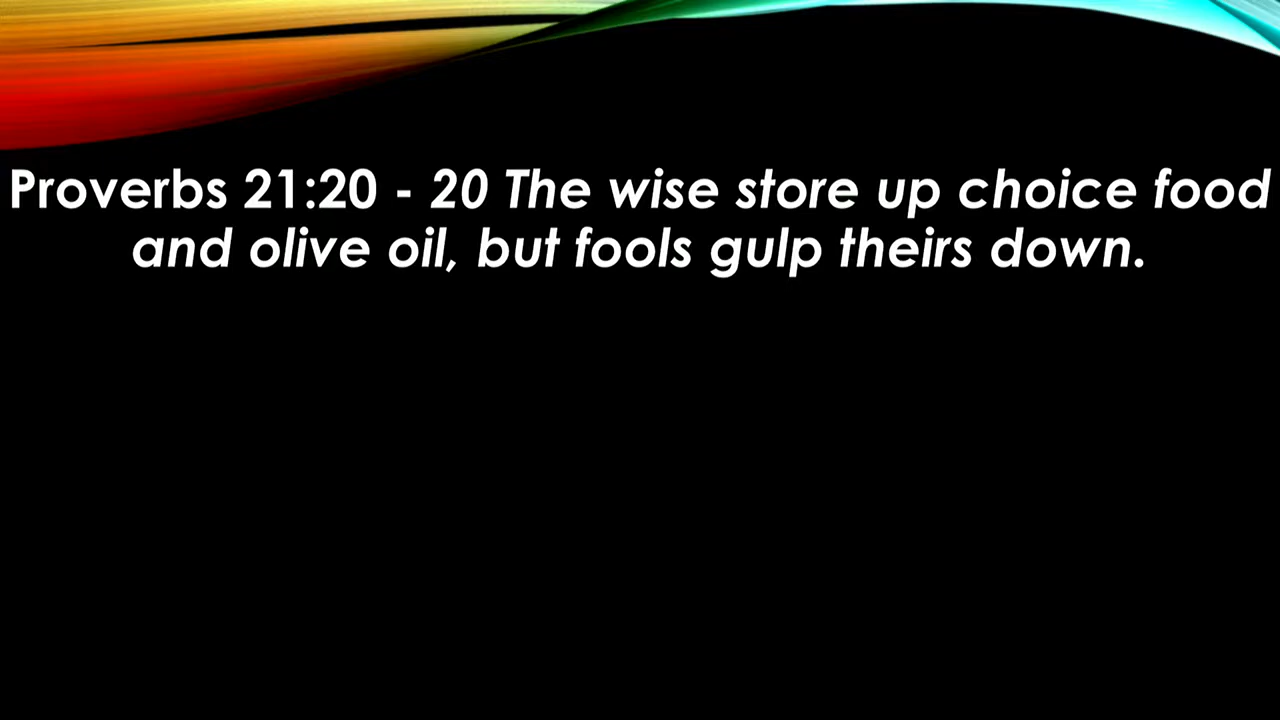 Proverbs 21:20 - 20 The wise store up choice food
and olive oil, but fools gulp theirs down.